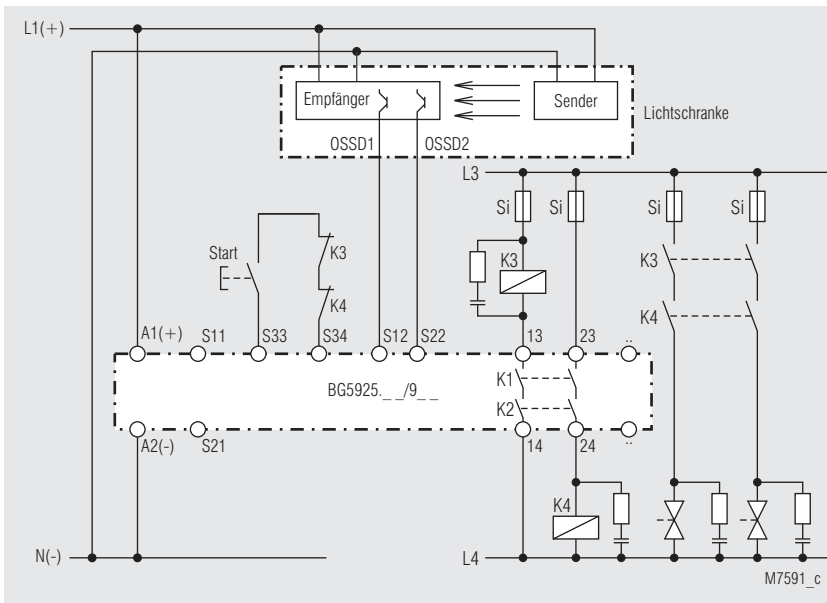 L1(+)
Empfänger
Sender
Lichtschranke
OSSD1
OSSD2
L3
Si
Si
Si
Si
Start
K3
K3
K3
K4
K4
A1(+)
S11
S33
S34
S12
S22
13
23
..
K1
BG5925._ _/9_ _
K2
A2(-)
S21
14
24
..
K4
N(-)
L4
M7591_c